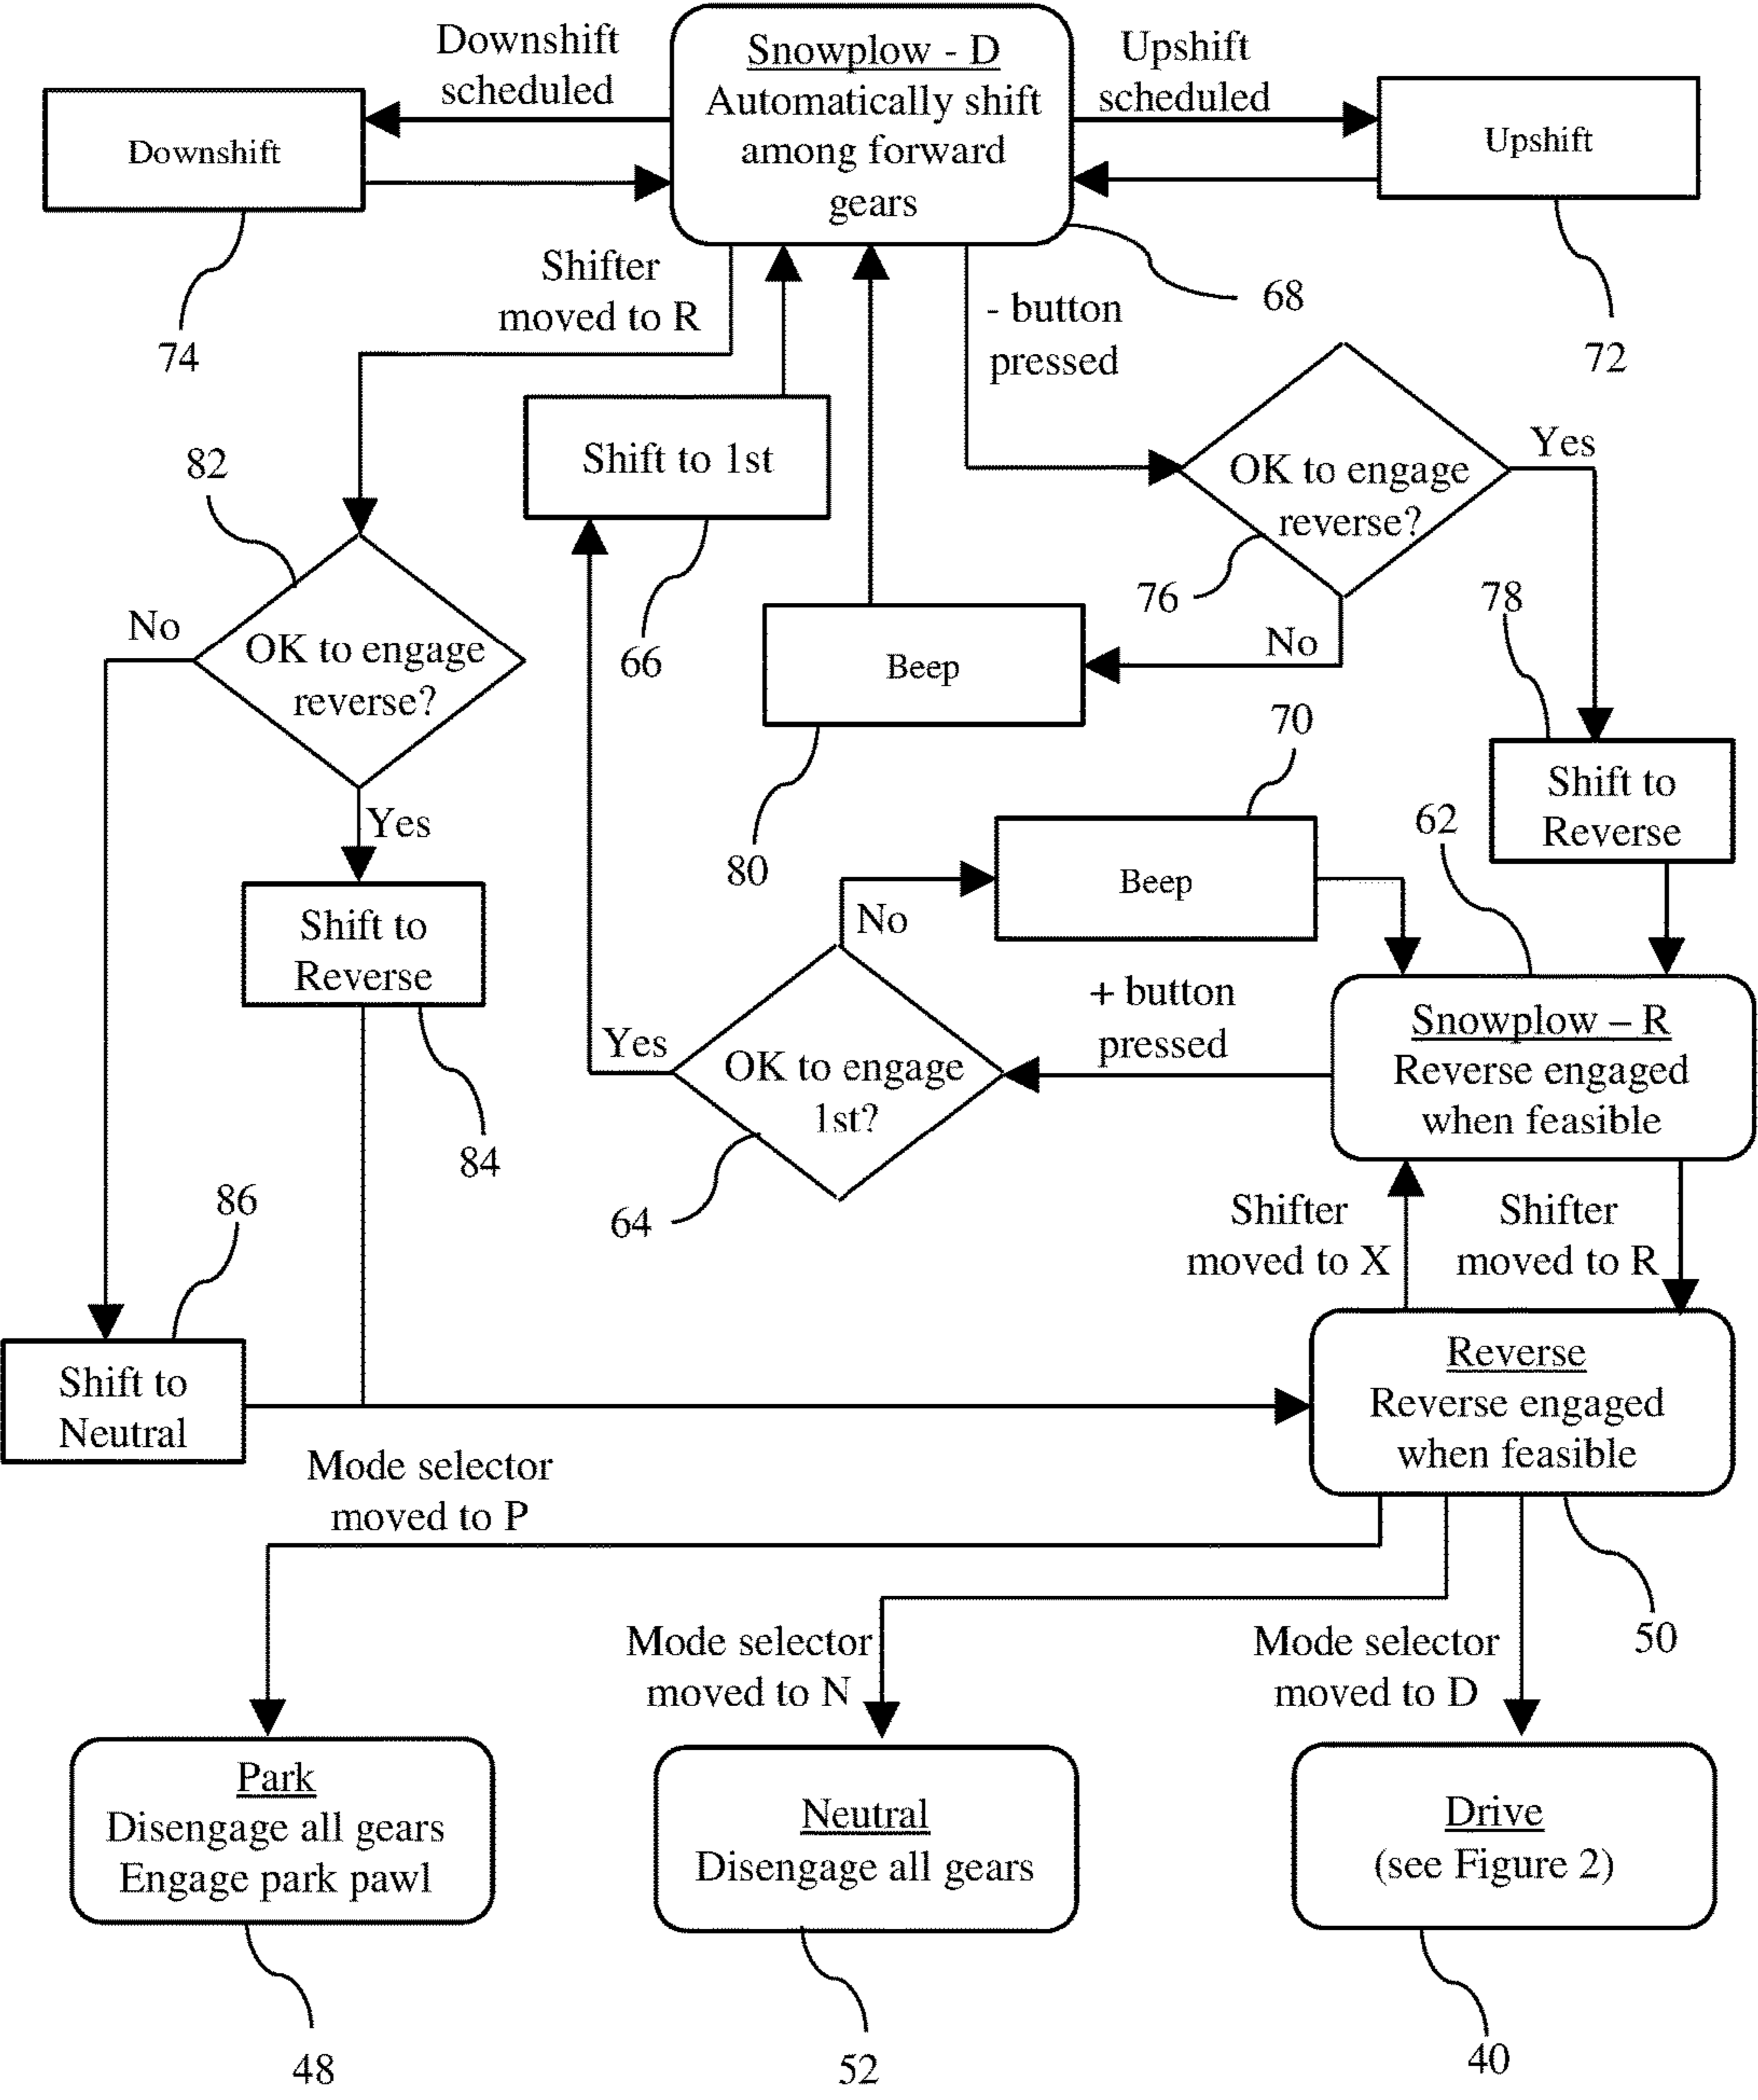 Downshift
scheduled
Snowplow - D
Automatically shift
among forward
gears
Upshift
scheduled
Downshift
Upshift
74
Shifter
moved to R
68
- button
pressed
72
82
Shift to 1st
OK to engage
reverse?
Yes
76
No
78
66
Beep
No
OK to engage
reverse?
70
Shift to
Reverse
Yes
80
62
Beep
No
Shift to
Reverse
+ button
pressed
Snowplow – R
Reverse engaged
when feasible
Yes
OK to engage
1st?
84
64
86
Shifter
moved to X
Shifter
moved to R
Shift to
Neutral
Reverse
Reverse engaged
when feasible
Mode selector
moved to P
Mode selector
moved to N
Mode selector
moved to D
50
Park
Disengage all gears
Engage park pawl
Neutral
Disengage all gears
Drive
(see Figure 2)
48
52
40